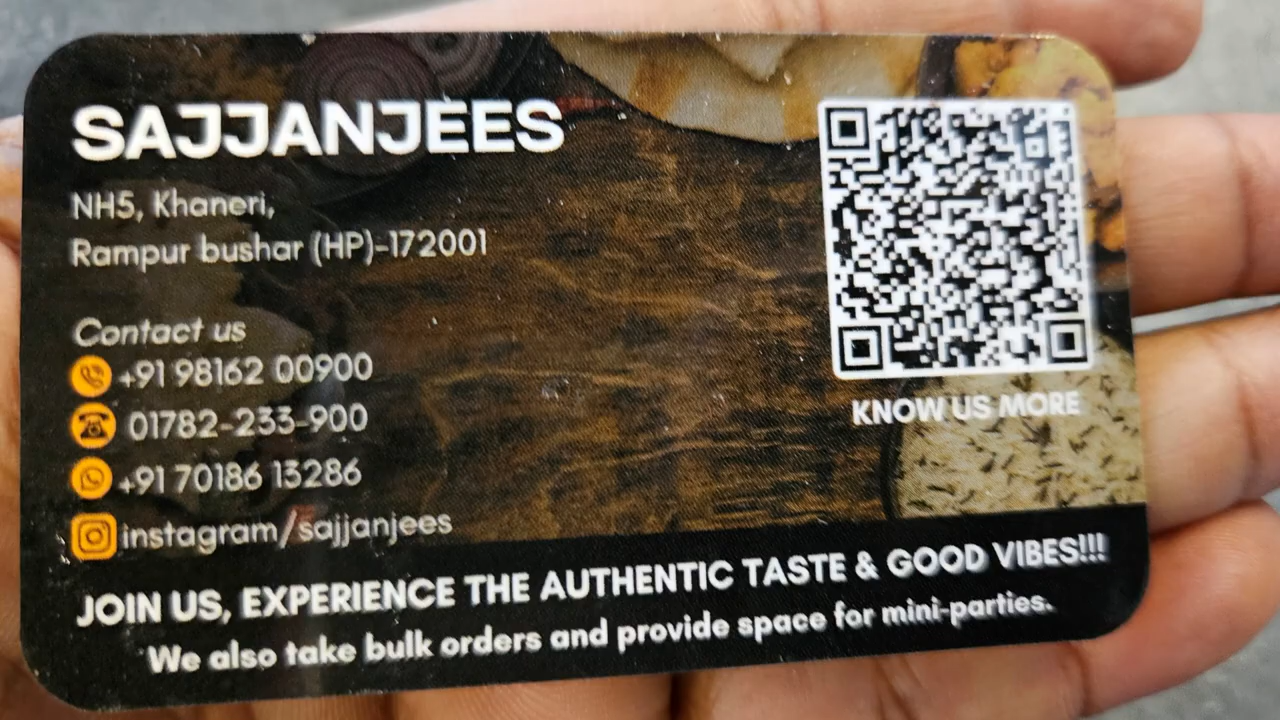 SAJJANJEES
NH5, Khaneri,
Rampur bushar (HP)-172001
Contact us
+91 98162 00900
01782-233-900
+91 70186 13286
instagram/sajjanjees
KNOW US MORE
JOIN US, EXPERIENCE THE AUTHENTIC TASTE & GOOD VIBES!!!
We also take bulk orders and provide space for mini-parties.